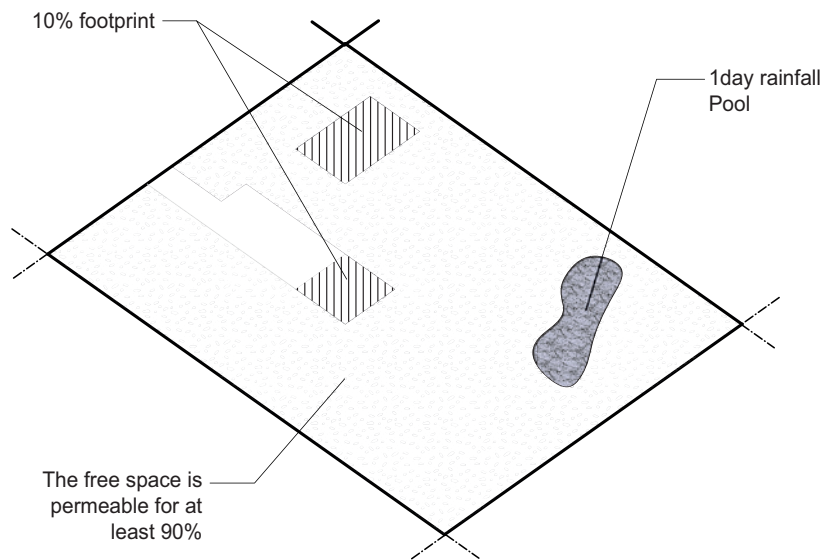 10% footprint
1day rainfall
Pool
The free space is
permeable for at
least 90%